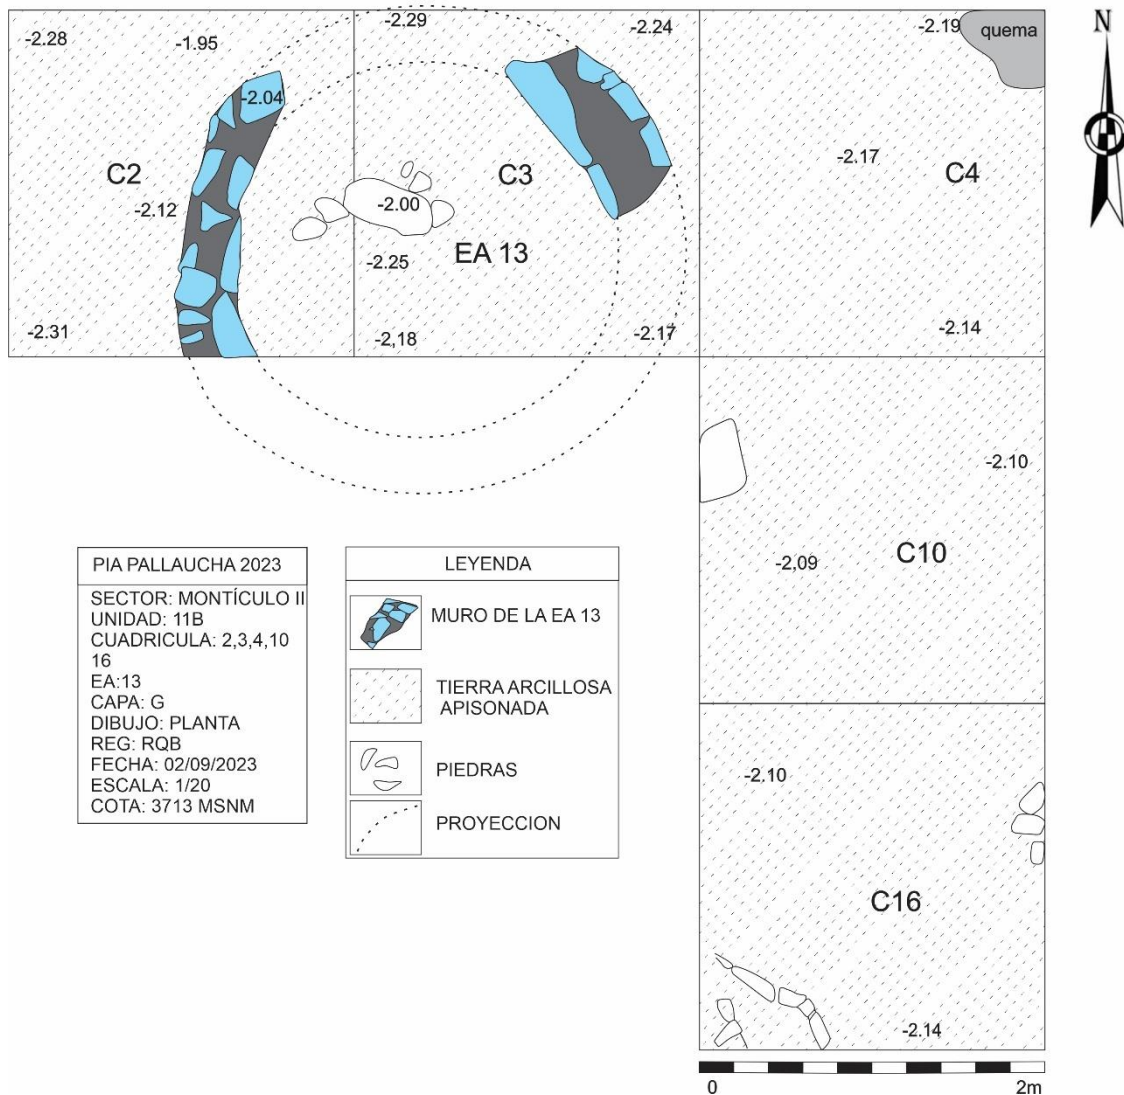 -2.28
-1.95
-2.29
-2.24
-2.19
quema
N
-2.04
C2
C3
-2.17
C4
-2.12
-2.00
-2.25
EA 13
-2.31
-2,18
-2.17
-2.14
-2.10
-2,09
C10
PIA PALLAUCHA 2023
SECTOR: MONTÍCULO II
UNIDAD: 11B
CUADRICULA: 2,3,4,10
16
EA:13
CAPA: G
DIBUJO: PLANTA
REG: RQB
FECHA: 02/09/2023
ESCALA: 1/20
COTA: 3713 MSNM
LEYENDA
MURO DE LA EA 13
TIERRA ARCILLOSA
APISONADA
PIEDRAS
PROYECCION
-2.10
C16
-2.14
0
2m